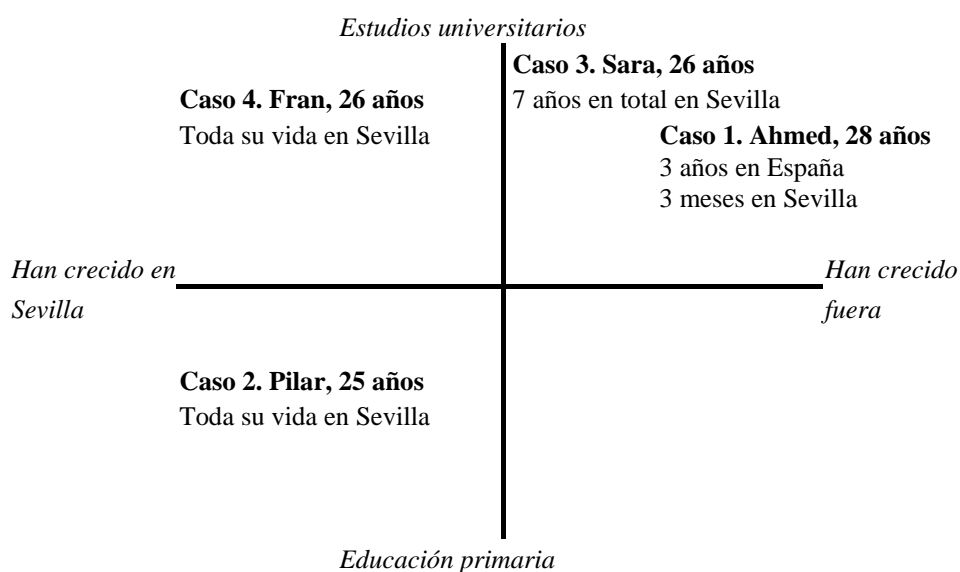 Estudios universitarios
Caso 3. Sara, 26 años
7 años en total en Sevilla
Caso 4. Fran, 26 años
Toda su vida en Sevilla
Caso 1. Ahmed, 28 años
3 años en España
3 meses en Sevilla
Han crecido en
Sevilla
Han crecido
fuera
Caso 2. Pilar, 25 años
Toda su vida en Sevilla
Educación primaria